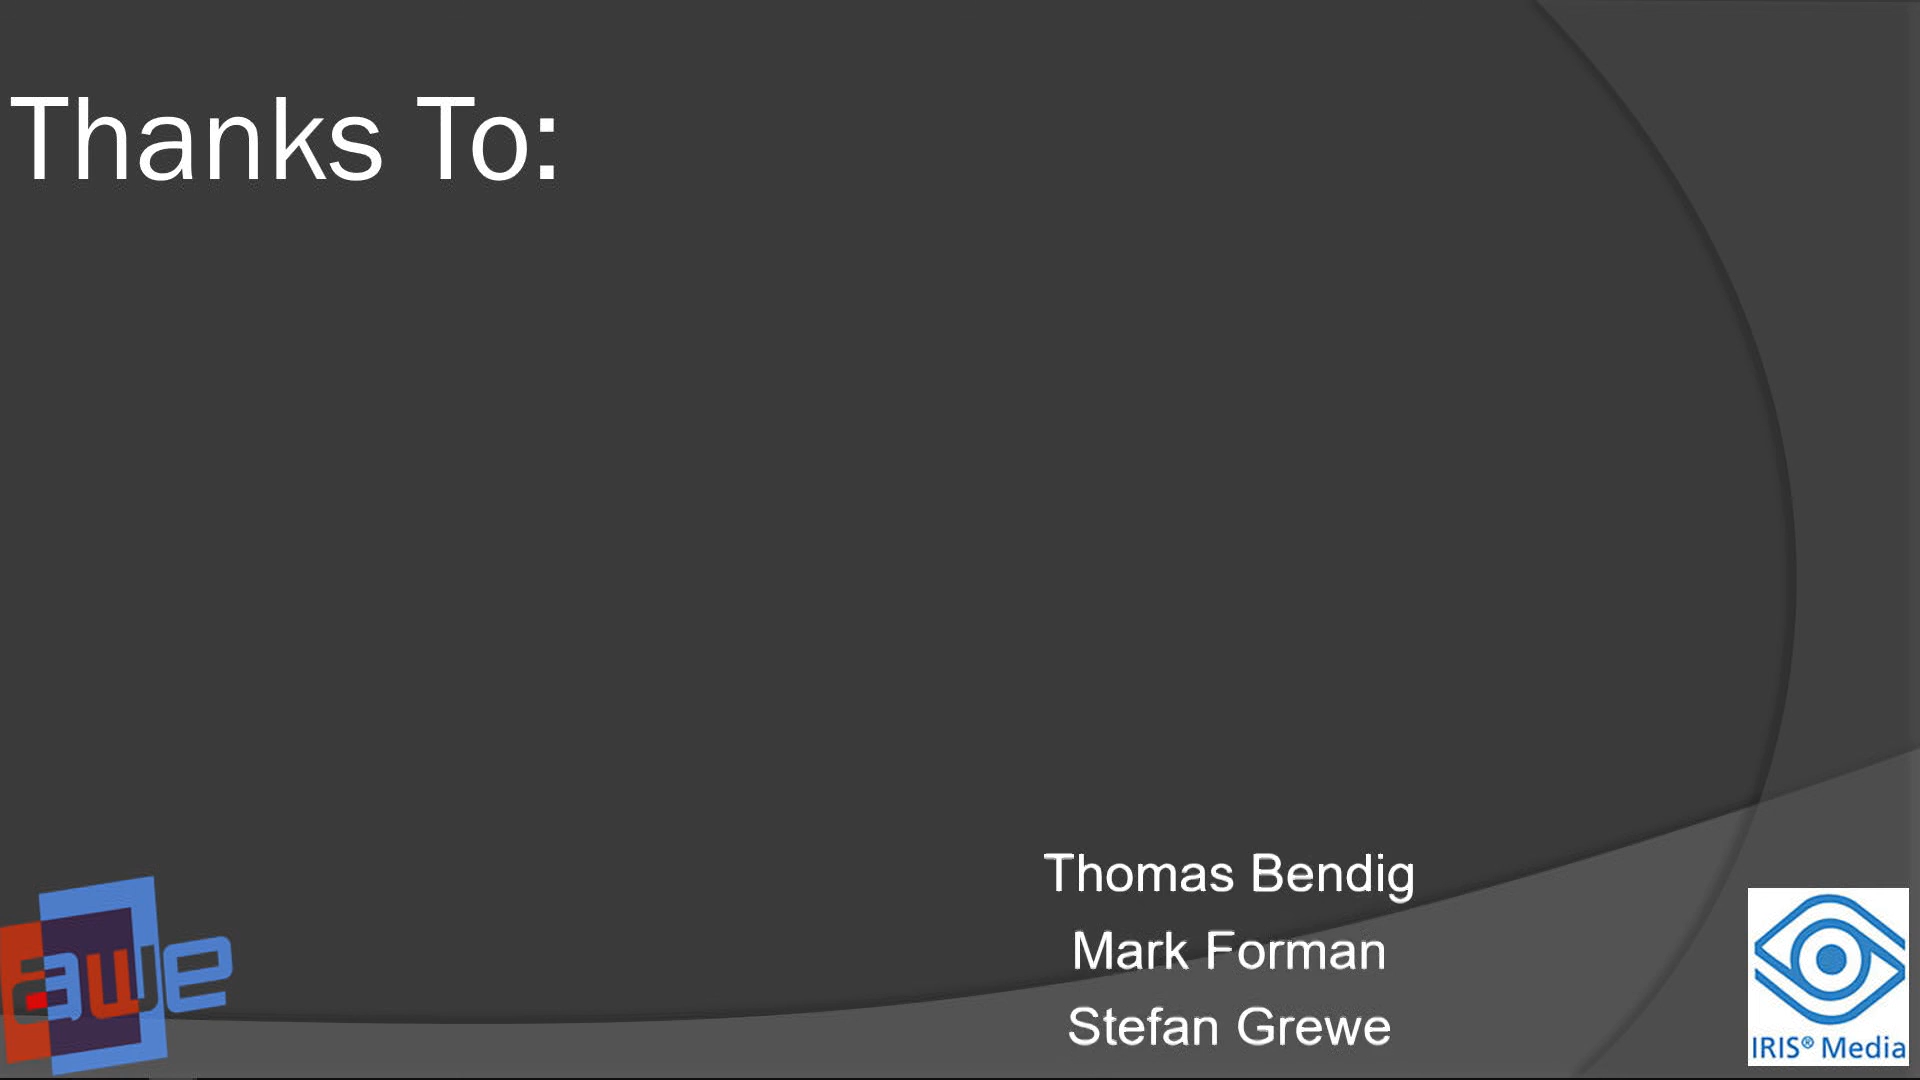 Thanks To:
Thomas Bendig
Mark Forman
Stefan Grewe
awe
IRIS® Media